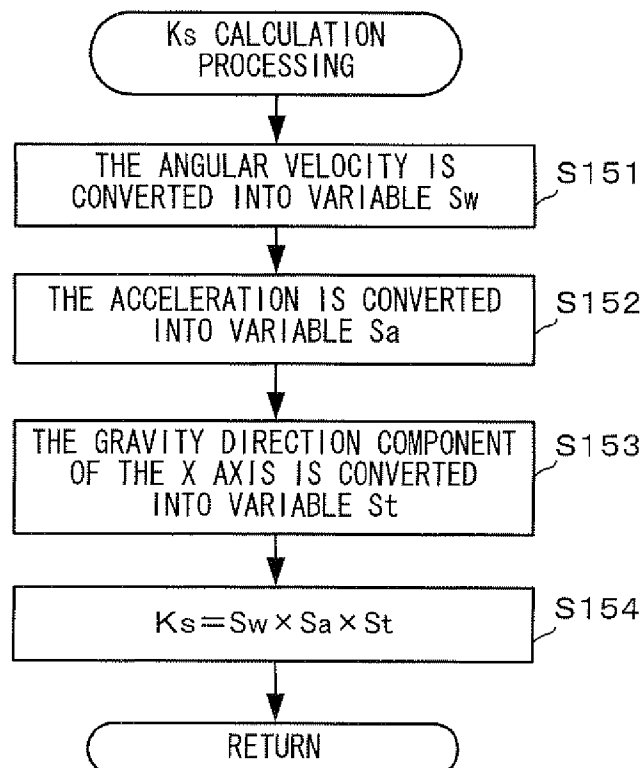 Ks CALCULATION
PROCESSING
THE ANGULAR VELOCITY IS
CONVERTED INTO VARIABLE Sw
S151
THE ACCELERATION IS CONVERTED
INTO VARIABLE Sa
S152
THE GRAVITY DIRECTION COMPONENT
OF THE X AXIS IS CONVERTED
INTO VARIABLE St
S153
Ks=Sw×Sa×St
S154
RETURN